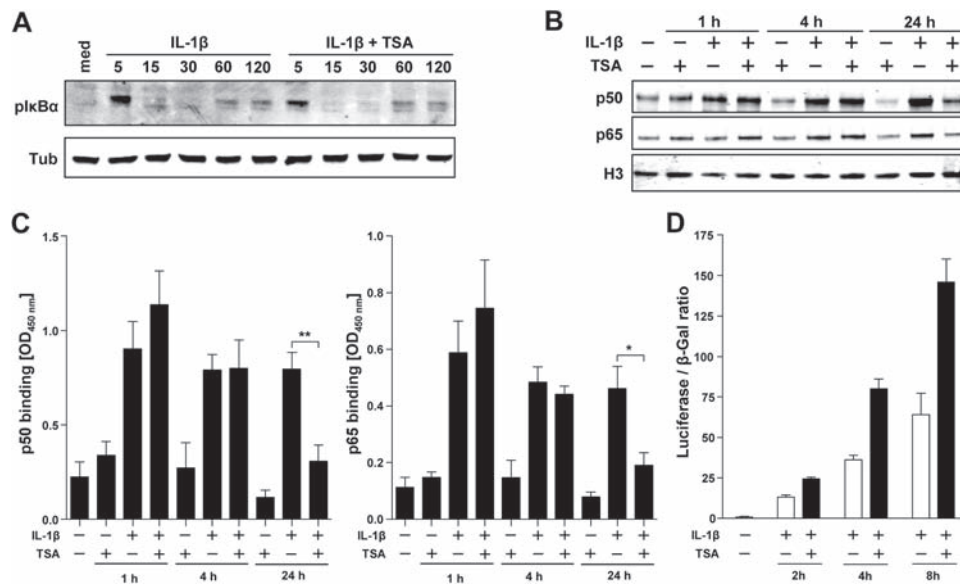 A
med
IL-1β
IL-1β + TSA
5 15 30 60 120 5 15 30 60 120
pIκBα
Tub
B
1 h 4 h 24 h
IL-1β – – + + – + + – + +
TSA – + – + + – + + – +
p50
p65
H3
C
p50 binding [OD450 nm]
1.5
1.0
0.5
0.0
**
IL-1β – – + + – + + – + +
TSA – + – + + – + + – +
1 h 4 h 24 h
p65 binding [OD450 nm]
1.0
0.8
0.6
0.4
0.2
0.0
*
– – + + – + + – + +
– + – + + – + + – +
1 h 4 h 24 h
D
Luciferase / β-Gal ratio
175
150
125
100
75
50
25
0
IL-1β – + + + + + +
TSA – – + – + – +
2h 4h 8h